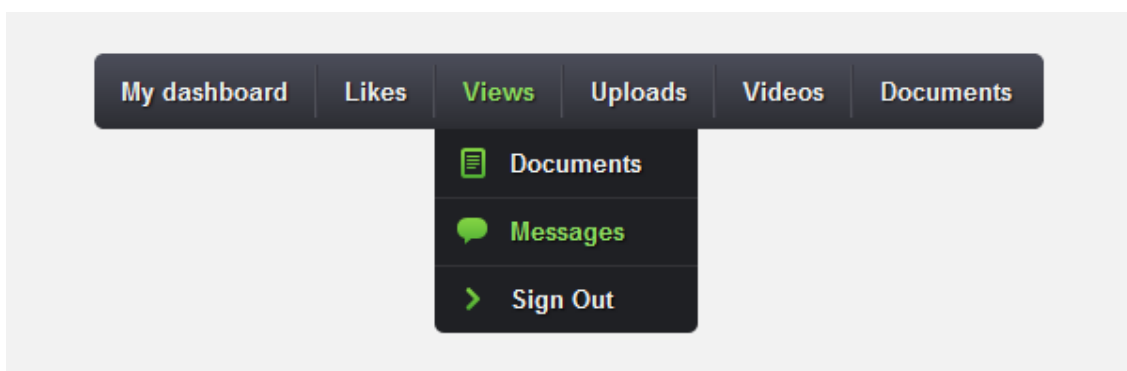 My dashboard Likes Views Uploads Videos Documents
Documents
Messages
Sign Out